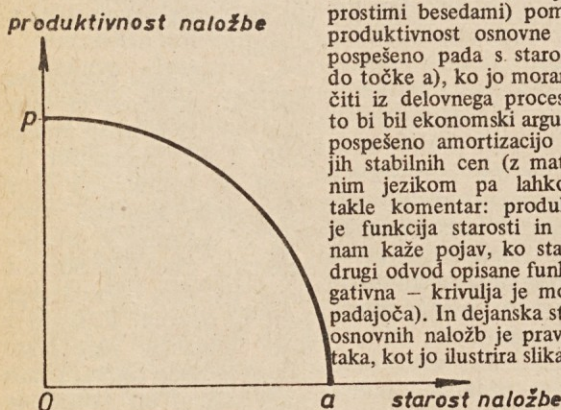 produktivnost naložbe
p
0
a
starost naložbe
prostimi besedami) pom
produktivnost osnovne
pospešeno pada s staro
do točke a), ko jo morar
čiti iz delovnega proces
to bi bil ekonomski argu
pospešeno amortizacijo
jih stabilnih cen (z mat
nim jezikom pa lahko
takle komentar: produk
je funkcija starosti in
nam kaže pojav, ko sta
drugi odvod opisane funk
gativna – krivulja je mo
padajoča). In dejanska st
osnovnih naložb je prav
taka, kot jo ilustrira slika